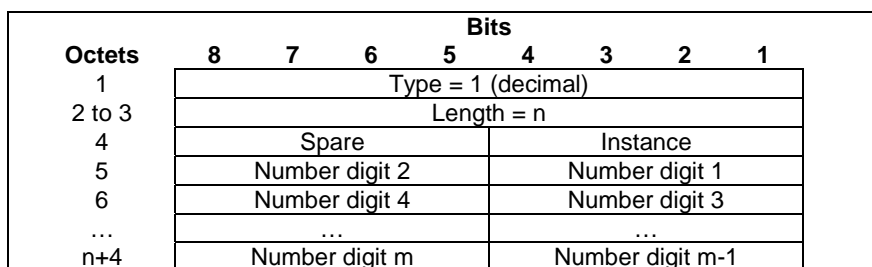 Bits
Octets 8 7 6 5 4 3 2 1
1 Type = 1 (decimal)
2 to 3 Length = n
4 Spare Instance
5 Number digit 2 Number digit 1
6 Number digit 4 Number digit 3
… … …
n+4 Number digit m Number digit m-1